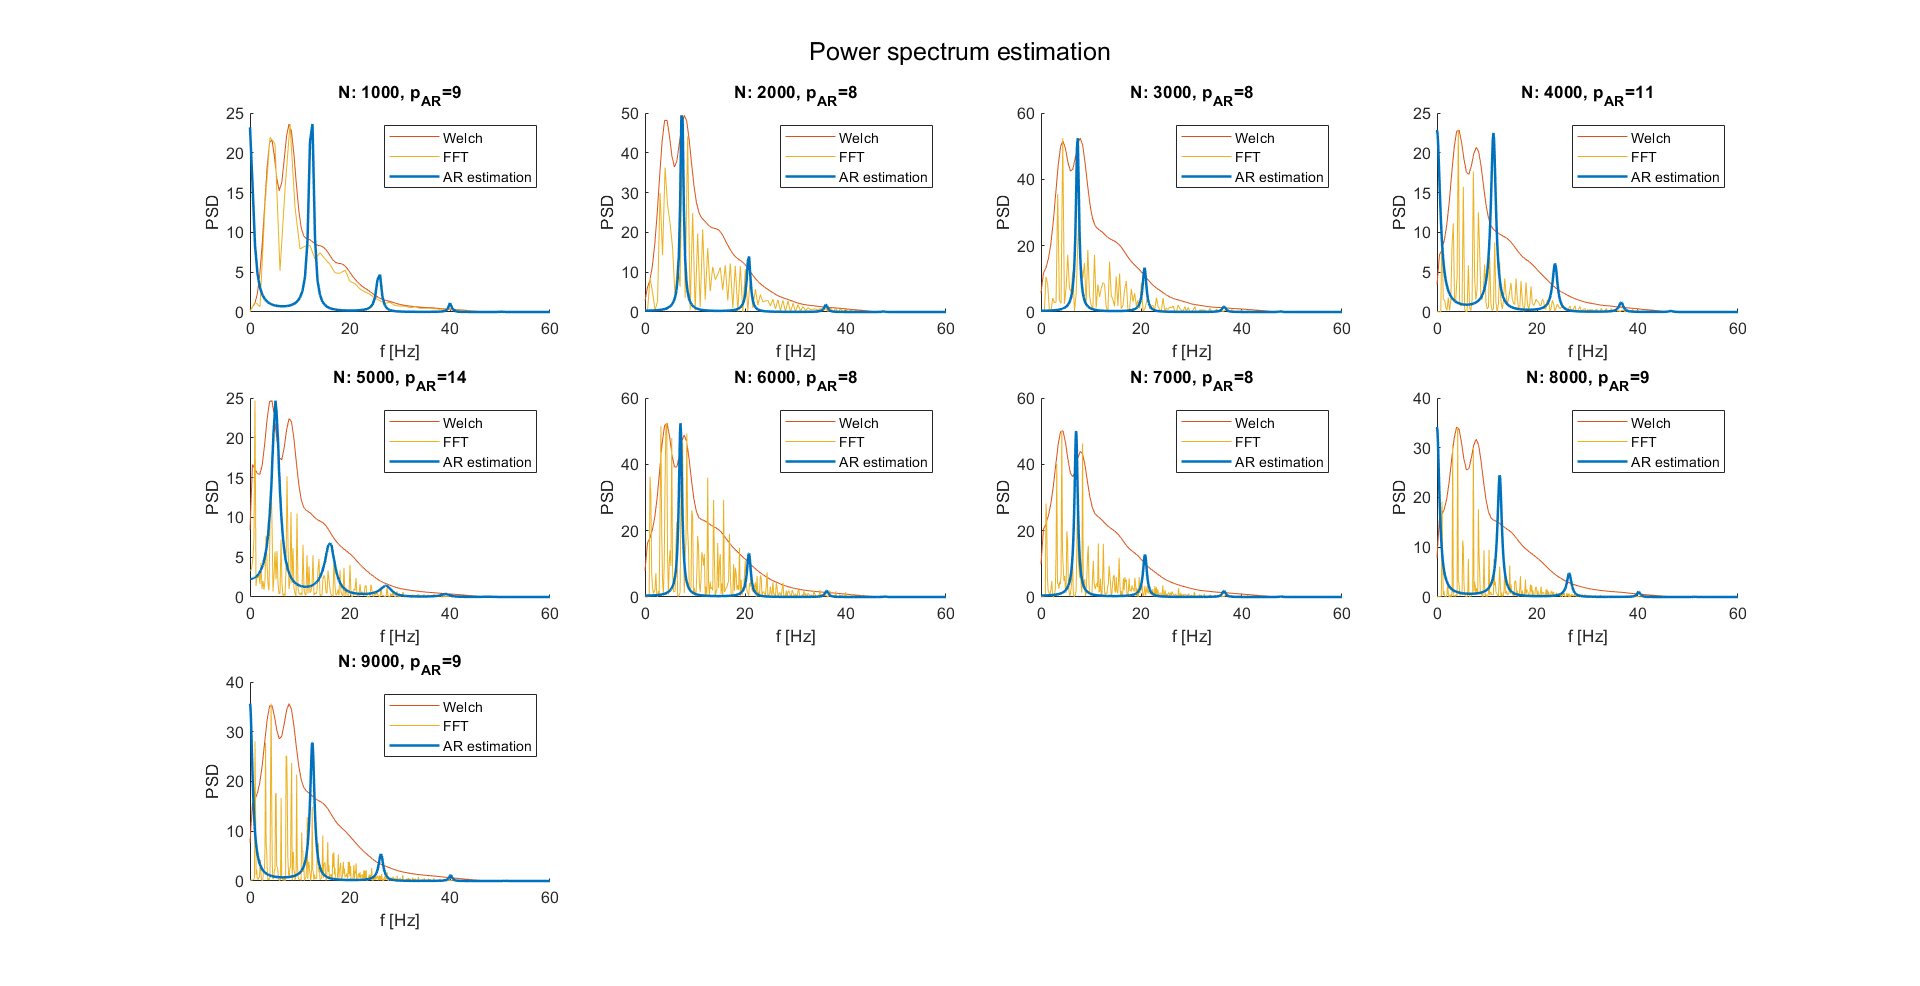 Power spectrum estimation
N: 1000, pAR=9
25
20
15
10
5
0
PSD
0 20 40 60
f [Hz]
Welch
FFT
AR estimation
N: 2000, pAR=8
50
40
30
20
10
0
PSD
0 20 40 60
f [Hz]
Welch
FFT
AR estimation
N: 3000, pAR=8
60
40
20
0
PSD
0 20 40 60
f [Hz]
Welch
FFT
AR estimation
N: 4000, pAR=11
25
20
15
10
5
0
PSD
0 20 40 60
f [Hz]
Welch
FFT
AR estimation
N: 5000, pAR=14
25
20
15
10
5
0
PSD
0 20 40 60
f [Hz]
Welch
FFT
AR estimation
N: 6000, pAR=8
60
40
20
0
PSD
0 20 40 60
f [Hz]
Welch
FFT
AR estimation
N: 7000, pAR=8
60
40
20
0
PSD
0 20 40 60
f [Hz]
Welch
FFT
AR estimation
N: 8000, pAR=9
40
30
20
10
0
PSD
0 20 40 60
f [Hz]
Welch
FFT
AR estimation
N: 9000, pAR=9
40
30
20
10
0
PSD
0 20 40 60
f [Hz]
Welch
FFT
AR estimation